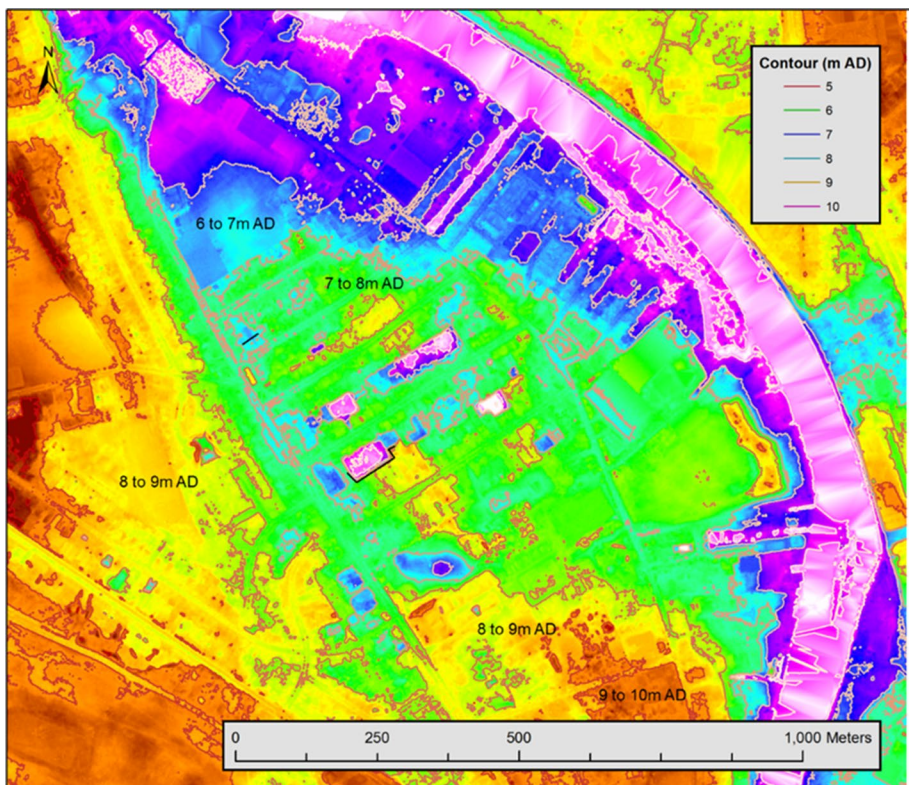 N
Contour (m AD)
5
6
7
8
9
10
6 to 7m AD
7 to 8m AD
8 to 9m AD
8 to 9m AD
9 to 10m AD
0 250 500 1,000 Meters